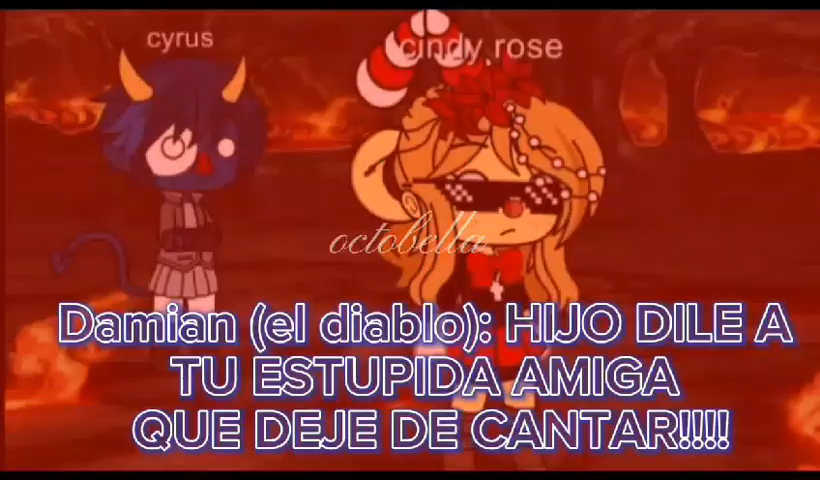 cyrus
cindy rose
octobella
Damian (el diablo): HIJO DILE A
TU ESTUPIDA AMIGA
QUE DEJE DE CANTAR!!!!